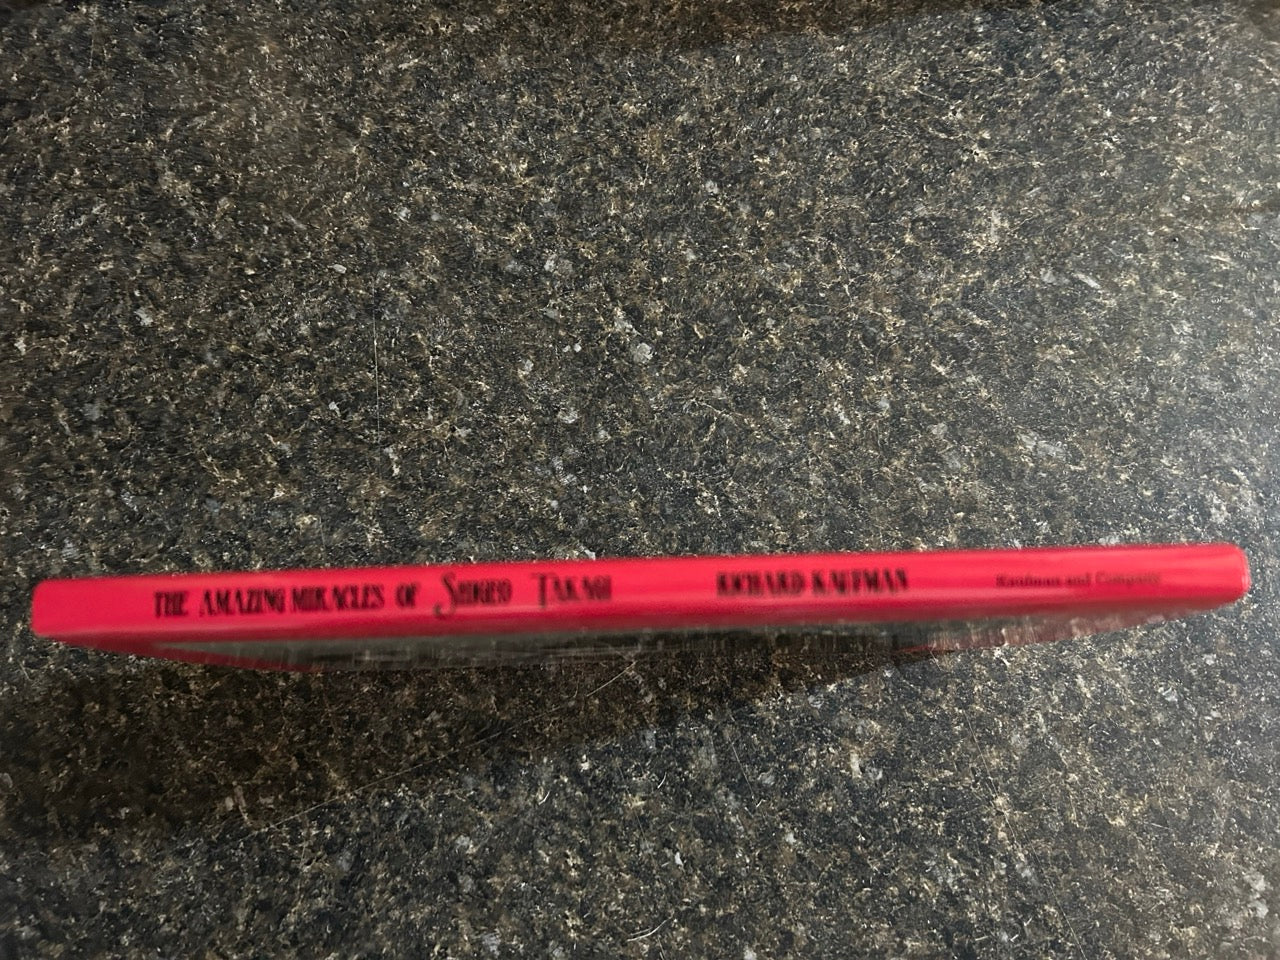 THE AMAZING MIRACLES OF SHIGEO TAKAGI RICHARD KAUFMAN Kaufman and Company